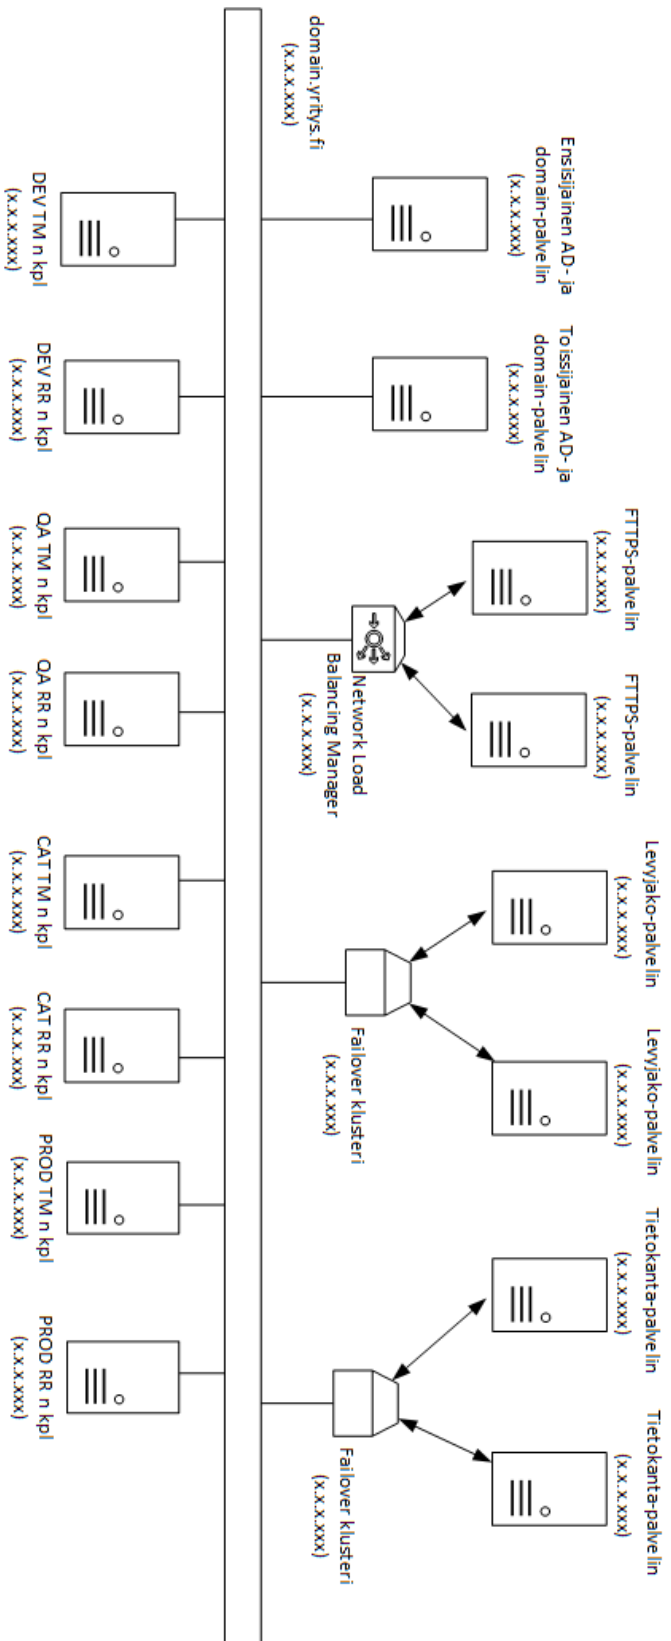 Ensisijainen AD- ja
domain-palvelin
(x.x.x.xxx)
Toissijainen AD- ja
domain-palvelin
(x.x.x.xxx)
FTTPS-palvelin
(x.x.x.xxx)
FTTPS-palvelin
(x.x.x.xxx)
Levyjako-palvelin
(x.x.x.xxx)
Levyjako-palvelin
(x.x.x.xxx)
Tietokanta-palvelin
(x.x.x.xxx)
Tietokanta-palvelin
(x.x.x.xxx)
Network Load
Balancing Manager
(x.x.x.xxx)
Failover klusteri
(x.x.x.xxx)
Failover klusteri
(x.x.x.xxx)
domain.yritys.fi
(x.x.x.xxx)
DEV TM n kpl
(x.x.x.xxx)
DEV RR n kpl
(x.x.x.xxx)
QA TM n kpl
(x.x.x.xxx)
QA RR n kpl
(x.x.x.xxx)
CAT TM n kpl
(x.x.x.xxx)
CAT RR n kpl
(x.x.x.xxx)
PROD TM n kpl
(x.x.x.xxx)
PROD RR n kpl
(x.x.x.xxx)